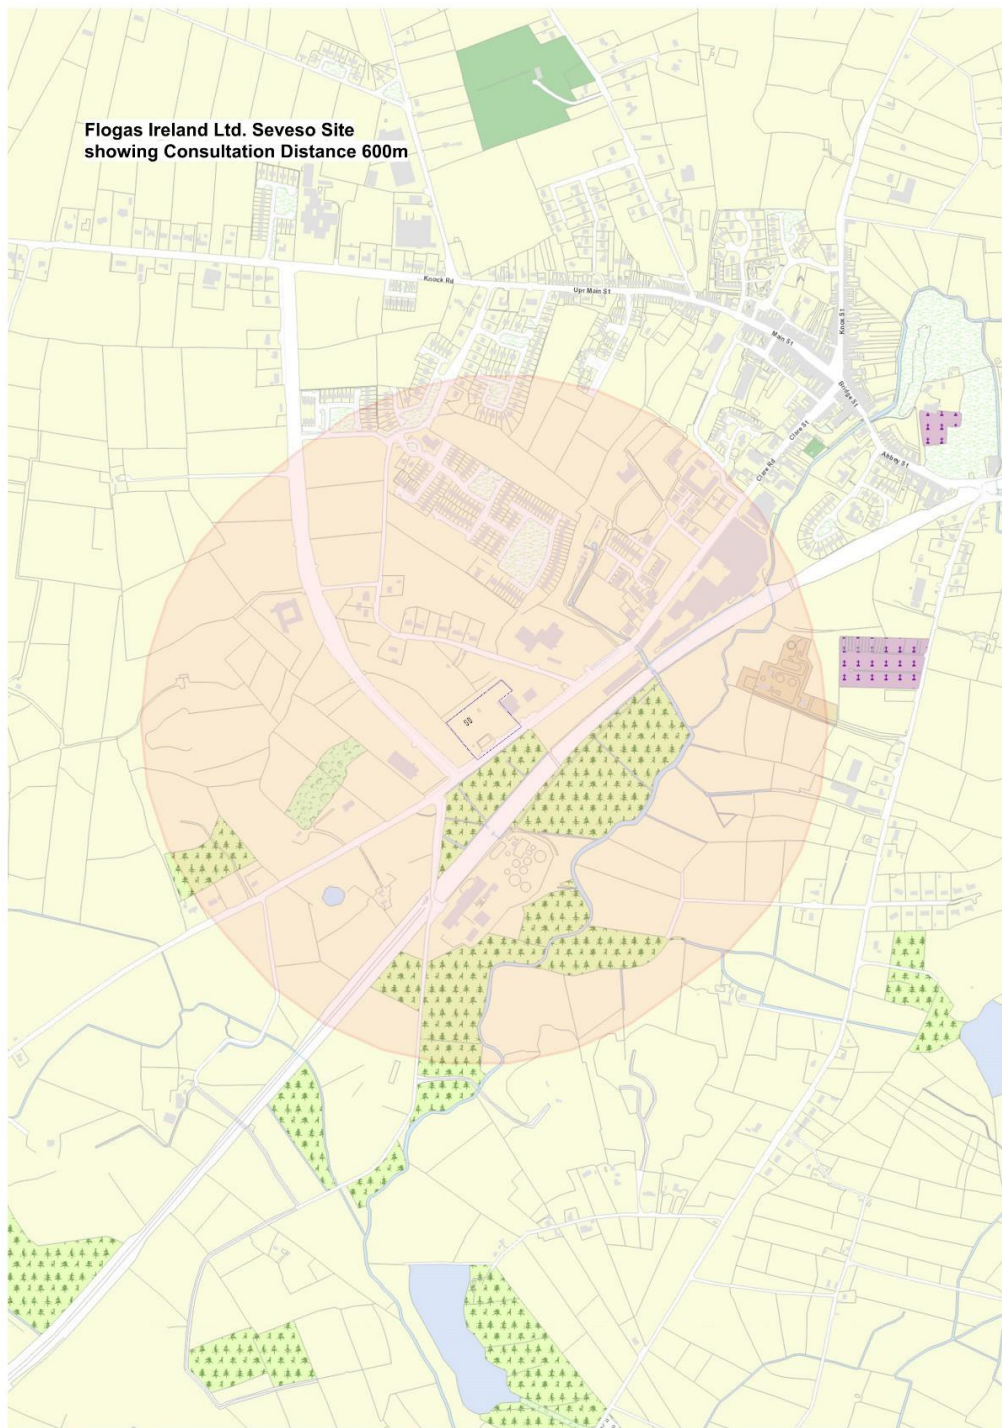 Flogas Ireland Ltd. Seveso Site
showing Consultation Distance 600m
Knock Rd
Upr Main St
Main St
Knox St
Bridge St
Clare St
Abbey St
Clare Rd